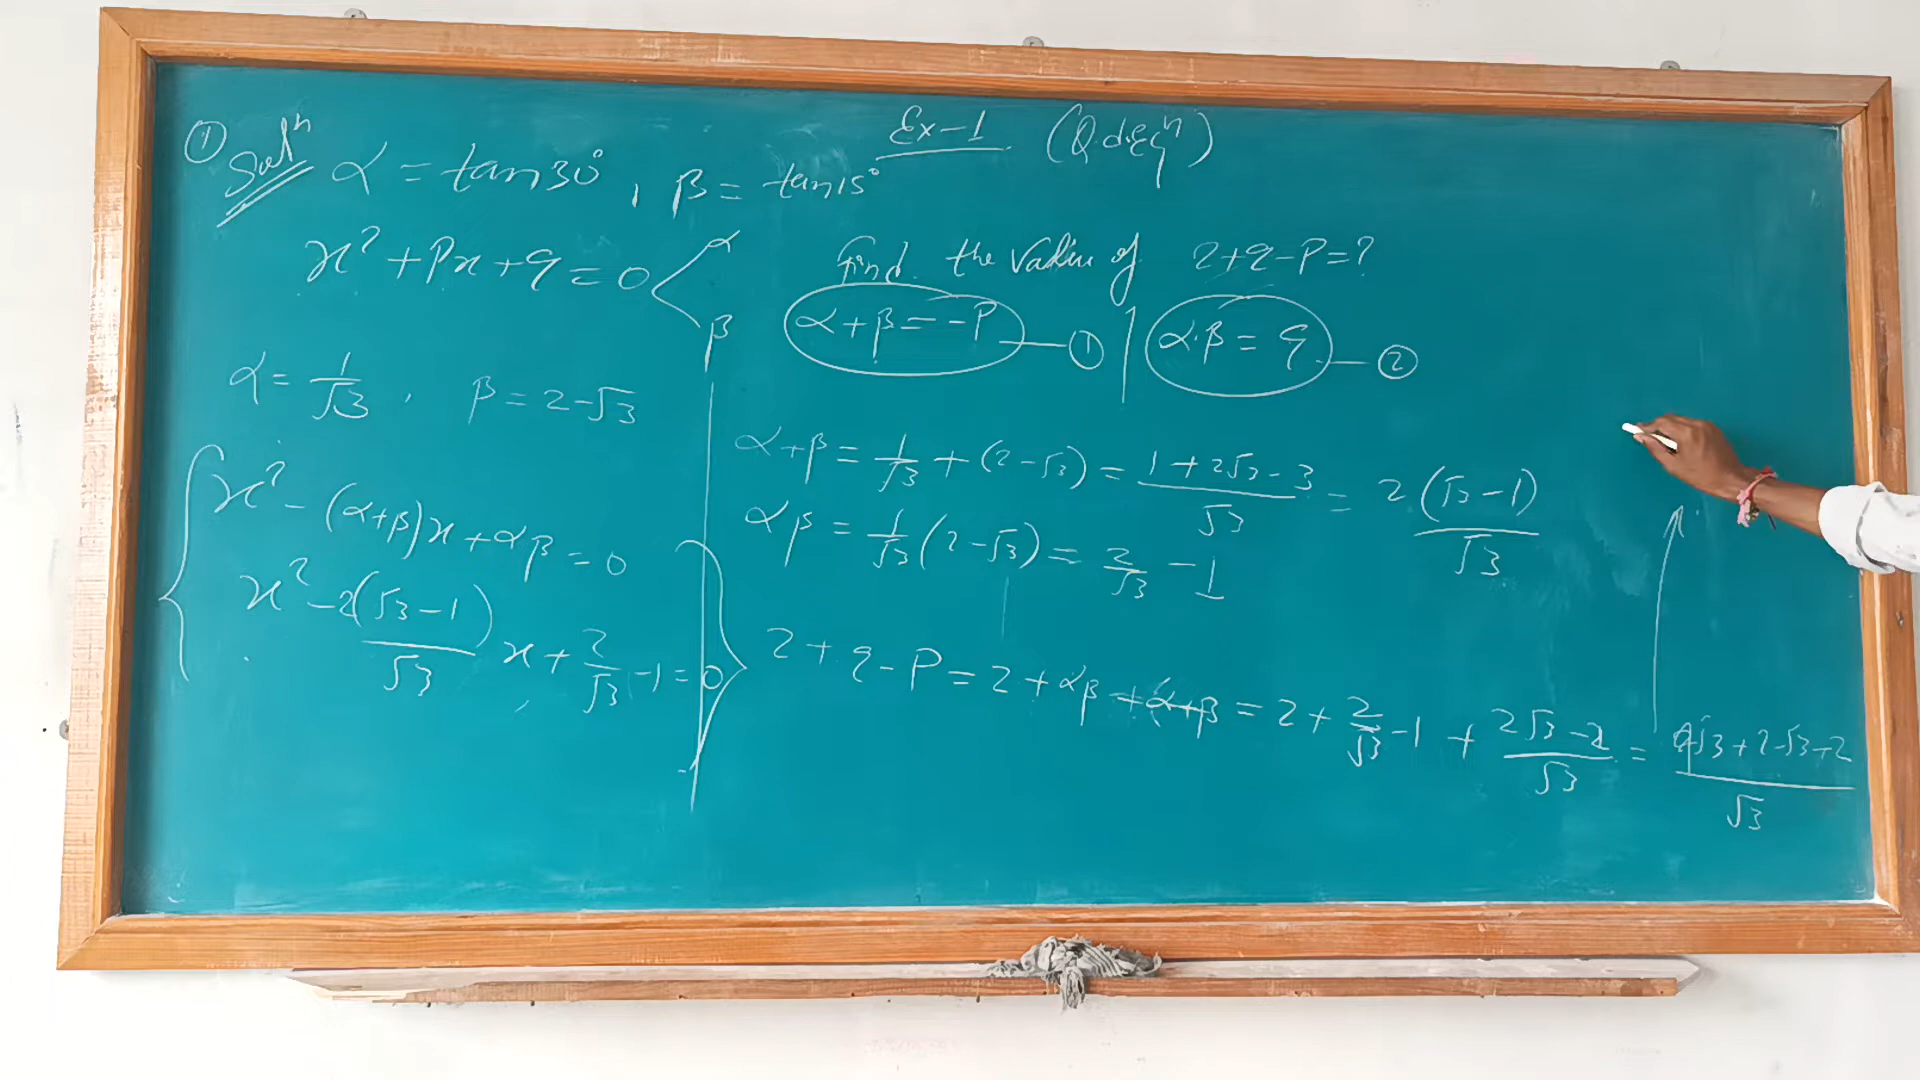 Ex-1 (Q.dEqⁿ)
① Solⁿ α = tan30°, β = tan15°
x² + Px + q = 0 < α β
find the value of 2+q-P=?
α+β = -P — ① | α·β = q — ②
α = 1/√3, β = 2-√3
α+β = 1/√3 + (2-√3) = (1+2√3-3)/√3 = 2(√3-1)/√3
αβ = 1/√3 (2-√3) = 2/√3 - 1
x² - (α+β)x + αβ = 0
x² - 2(√3-1)/√3 x + 2/√3 - 1 = 0
2+q-P = 2+αβ+α+β = 2 + 2/√3 - 1 + (2√3-2)/√3 = √3+2-√3+2/√3